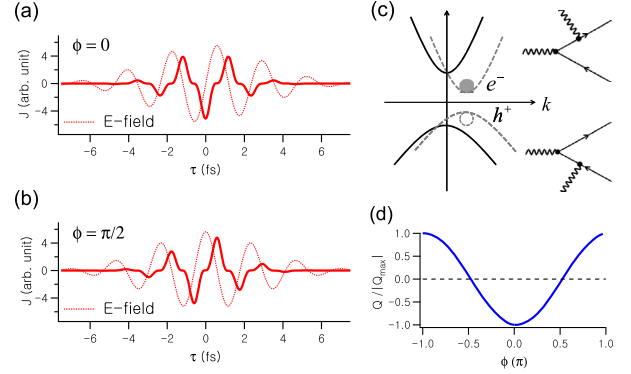 (a)
ϕ = 0
J (arb. unit)
4
0
-4
E-field
-6
-4
-2
0
2
4
6
τ (fs)
(b)
ϕ = π/2
J (arb. unit)
4
0
-4
E-field
-6
-4
-2
0
2
4
6
τ (fs)
(c)
e⁻
h⁺
k
(d)
Q / |Qmax|
1.0
0.5
0.0
-0.5
-1.0
-1.0
-0.5
0.0
0.5
1.0
ϕ (π)